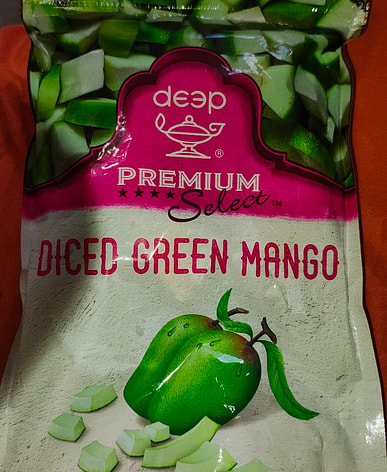 deep
®
PREMIUM
Select™
DICED GREEN MANGO